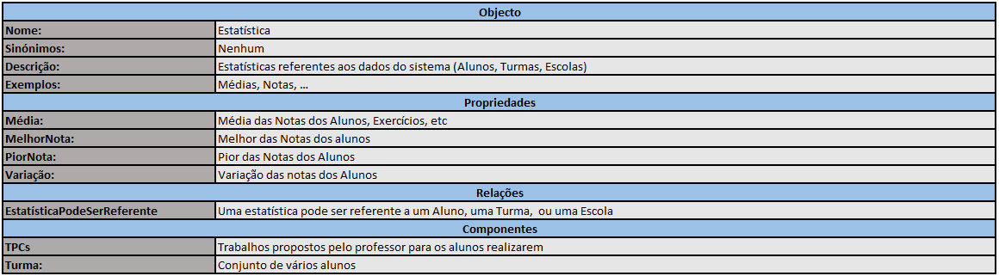 Objecto
Nome: Estatística
Sinónimos: Nenhum
Descrição: Estatísticas referentes aos dados do sistema (Alunos, Turmas, Escolas)
Exemplos: Médias, Notas, ...
Propriedades
Média: Média das Notas dos Alunos, Exercícios, etc
MelhorNota: Melhor das Notas dos alunos
PiorNota: Pior das Notas dos Alunos
Variação: Variação das notas dos Alunos
Relações
EstatísticaPodeSerReferente Uma estatística pode ser referente a um Aluno, uma Turma, ou uma Escola
Componentes
TPCs Trabalhos propostos pelo professor para os alunos realizarem
Turma: Conjunto de vários alunos